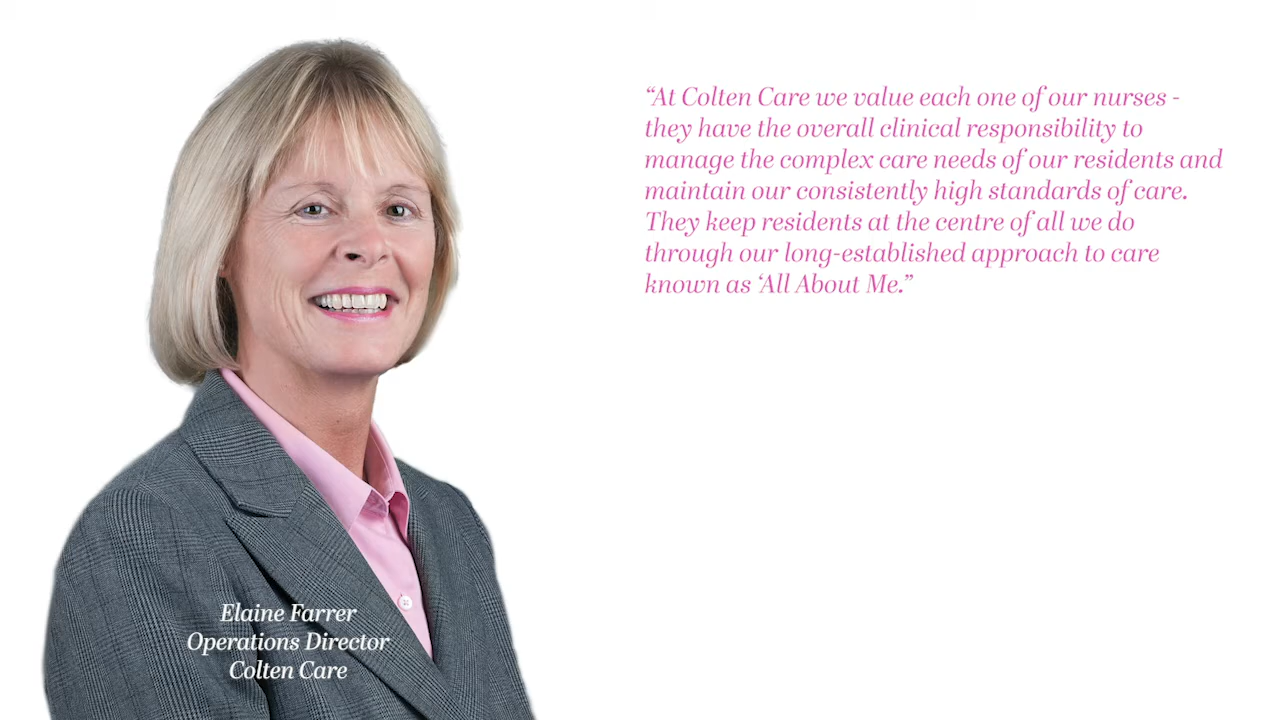 “At Colten Care we value each one of our nurses -
they have the overall clinical responsibility to
manage the complex care needs of our residents and
maintain our consistently high standards of care.
They keep residents at the centre of all we do
through our long-established approach to care
known as ‘All About Me.”
Elaine Farrer
Operations Director
Colten Care